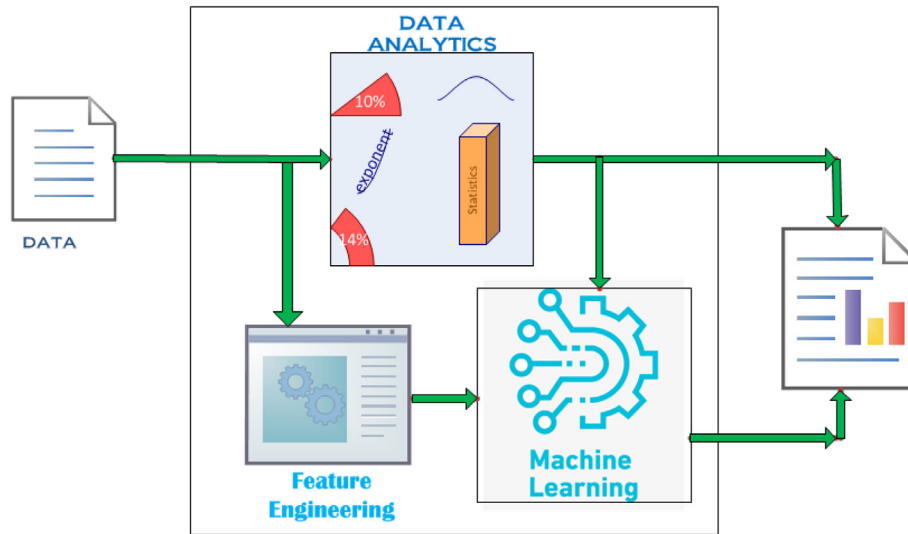 DATA
ANALYTICS
10%
exponent
Statistics
14%
DATA
Feature
Engineering
Machine
Learning